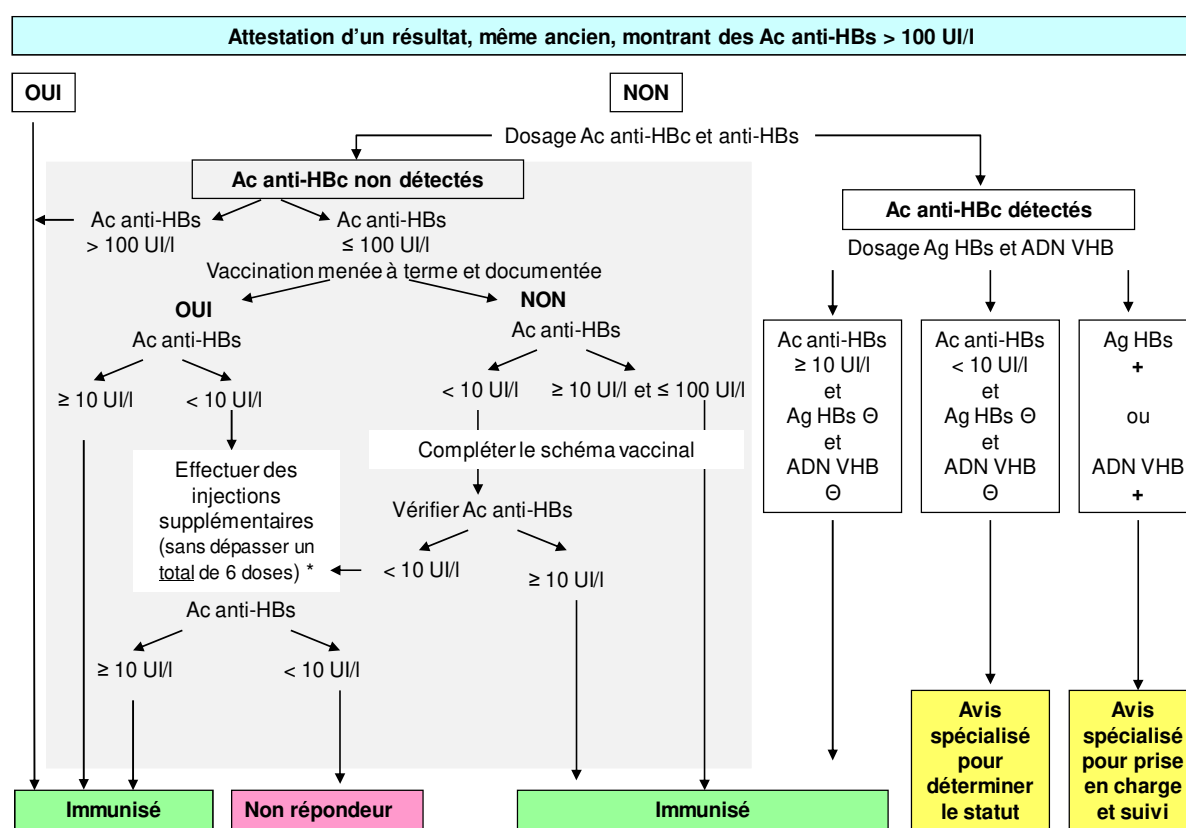 Attestation d'un résultat, même ancien, montrant des Ac anti-HBs > 100 UI/l
OUI
NON
Dosage Ac anti-HBc et anti-HBs
Ac anti-HBc non détectés
Ac anti-HBs
> 100 UI/l
Ac anti-HBs
≤ 100 UI/l
Vaccination menée à terme et documentée
OUI
Ac anti-HBs
≥ 10 UI/l
< 10 UI/l
NON
Ac anti-HBs
< 10 UI/l
≥ 10 UI/l et ≤ 100 UI/l
Effectuer des
injections
supplémentaires
(sans dépasser un
total de 6 doses) *
Compléter le schéma vaccinal
Vérifier Ac anti-HBs
< 10 UI/l
≥ 10 UI/l
Ac anti-HBs
≥ 10 UI/l
< 10 UI/l
Ac anti-HBc détectés
Dosage Ag HBs et ADN VHB
Ac anti-HBs
≥ 10 UI/l
et
Ag HBs Θ
et
ADN VHB
Θ
Ac anti-HBs
< 10 UI/l
et
Ag HBs Θ
et
ADN VHB
Θ
Ag HBs
+
ou
ADN VHB
+
Immunisé
Non répondeur
Immunisé
Avis
spécialisé
pour
déterminer
le statut
Avis
spécialisé
pour prise
en charge
et suivi